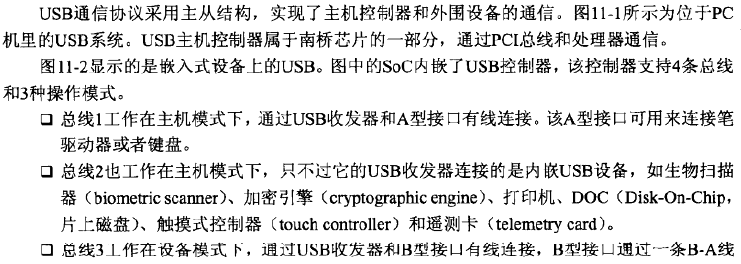 USB通信协议采用主从结构，实现了主机控制器和外围设备的通信。图11-1所示为位于PC
机里的USB系统。USB主机控制器属于南桥芯片的一部分，通过PCI总线和处理器通信。
图11-2显示的是嵌入式设备上的USB。图中的SoC内嵌了USB控制器，该控制器支持4条总线
和3种操作模式。
❑ 总线1工作在主机模式下，通过USB收发器和A型接口有线连接。该A型接口可用来连接笔
驱动器或者键盘。
❑ 总线2也工作在主机模式下，只不过它的USB收发器连接的是内嵌USB设备，如生物扫描
器（biometric scanner）、加密引擎（cryptographic engine）、打印机、DOC（Disk-On-Chip，
片上磁盘）、触摸式控制器（touch controller）和遥测卡（telemetry card）。
❑ 总线3工作在设备模式下，通过USB收发器和B型接口有线连接，B型接口通过一条B-A线